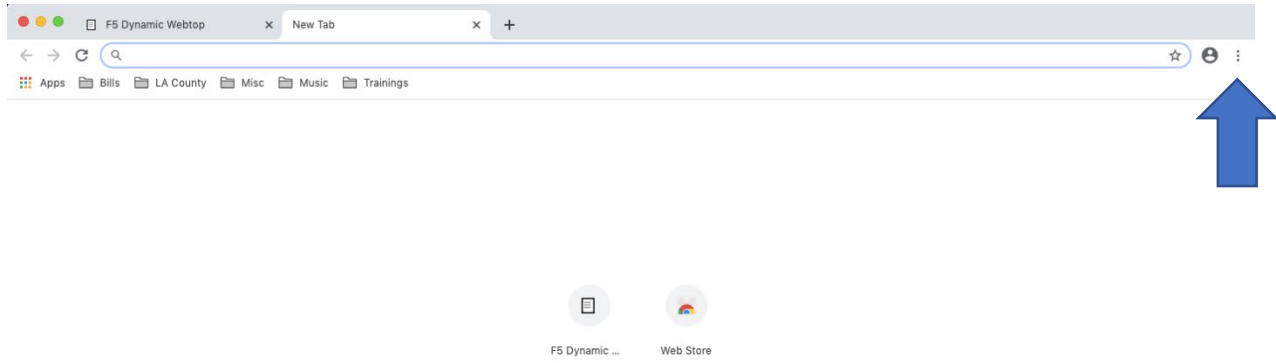 F5 Dynamic Webtop New Tab
Apps Bills LA County Misc Music Trainings
F5 Dynamic ... Web Store